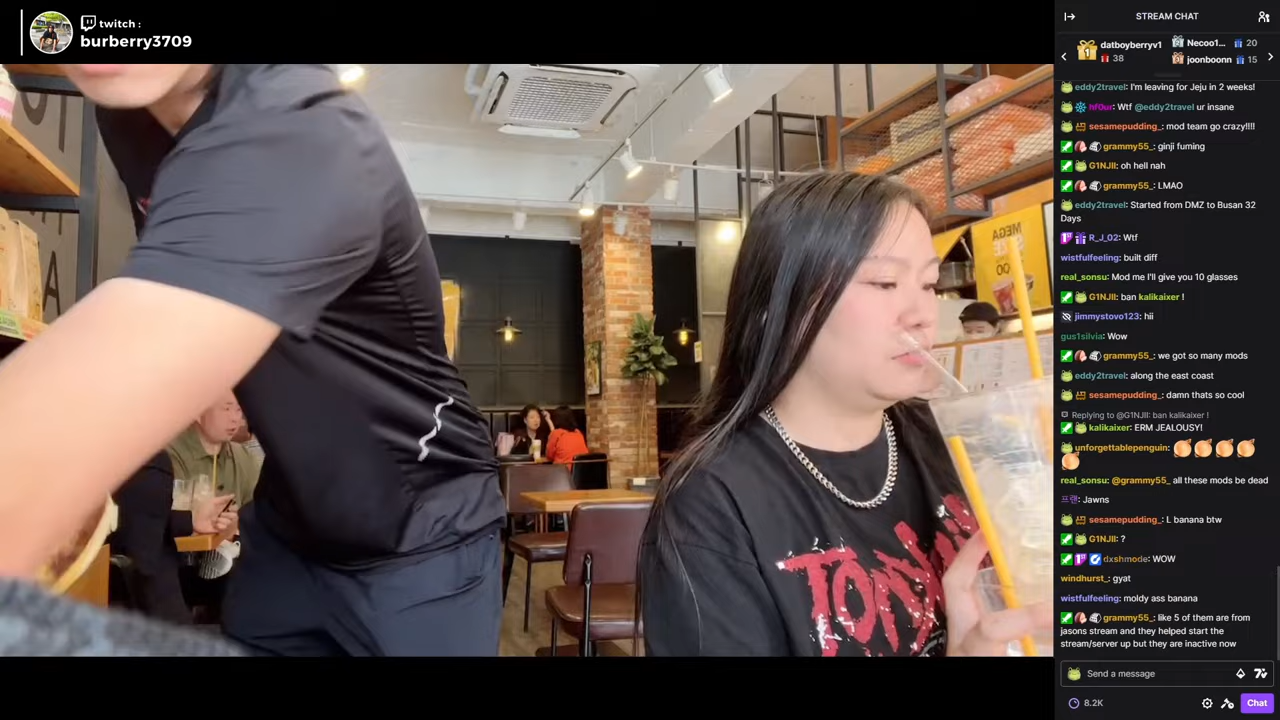 twitch :
burberry3709
STREAM CHAT
datboyberryv1
38
Necoo1... 20
joonboonn 15
eddy2travel: I'm leaving for Jeju in 2 weeks!
hf0ur: Wtf @eddy2travel ur insane
sesamepudding_: mod team go crazy!!!!
grammy55_: ginji fuming
G1NJII: oh hell nah
grammy55_: LMAO
eddy2travel: Started from DMZ to Busan 32
Days
R_J_02: Wtf
wistfulfeeling: built diff
real_sonsu: Mod me I'll give you 10 glasses
G1NJII: ban kalikaixer !
jimmystovo123: hii
gus1silvia: Wow
grammy55_: we got so many mods
eddy2travel: along the east coast
sesamepudding_: damn thats so cool
Replying to @G1NJII: ban kalikaixer !
kalikaixer: ERM JEALOUSY!
unforgettablepenguin:
real_sonsu: @grammy55_ all these mods be dead
프랜: Jawns
sesamepudding_: L banana btw
G1NJII: ?
dxshmode: WOW
windhurst_: gyat
wistfulfeeling: moldy ass banana
grammy55_: like 5 of them are from
jasons stream and they helped start the
stream/server up but they are inactive now
Send a message
8.2K
Chat
MEGA